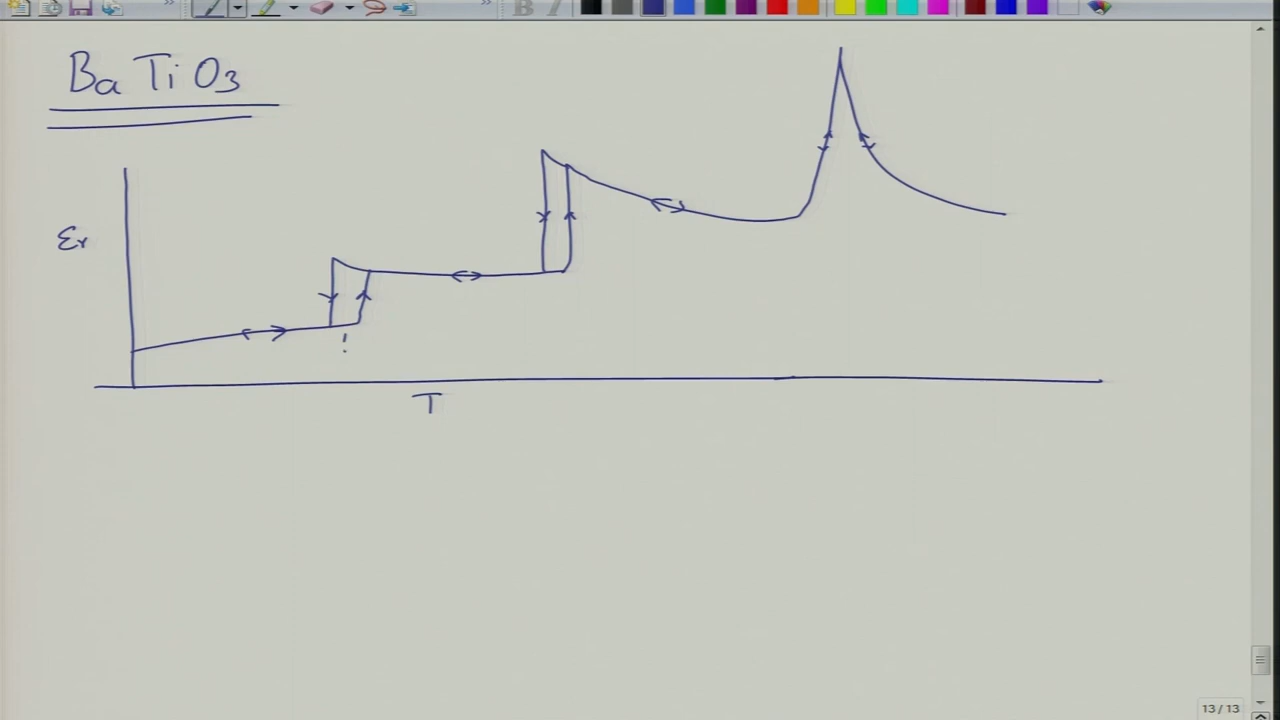 B I
BaTiO3
εr
T
13 / 13